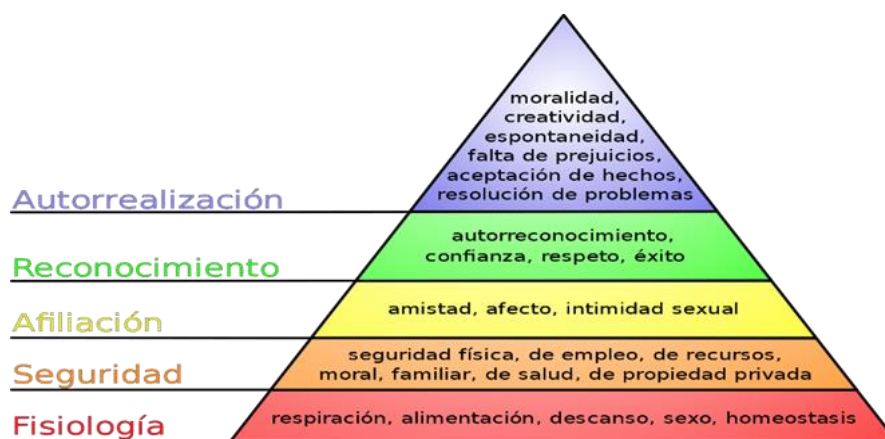 moralidad,
creatividad,
espontaneidad,
falta de prejuicios,
aceptación de hechos,
resolución de problemas
Autorrealización
autorreconocimiento,
confianza, respeto, éxito
Reconocimiento
amistad, afecto, intimidad sexual
Afiliación
seguridad física, de empleo, de recursos,
moral, familiar, de salud, de propiedad privada
Seguridad
respiración, alimentación, descanso, sexo, homeostasis
Fisiología